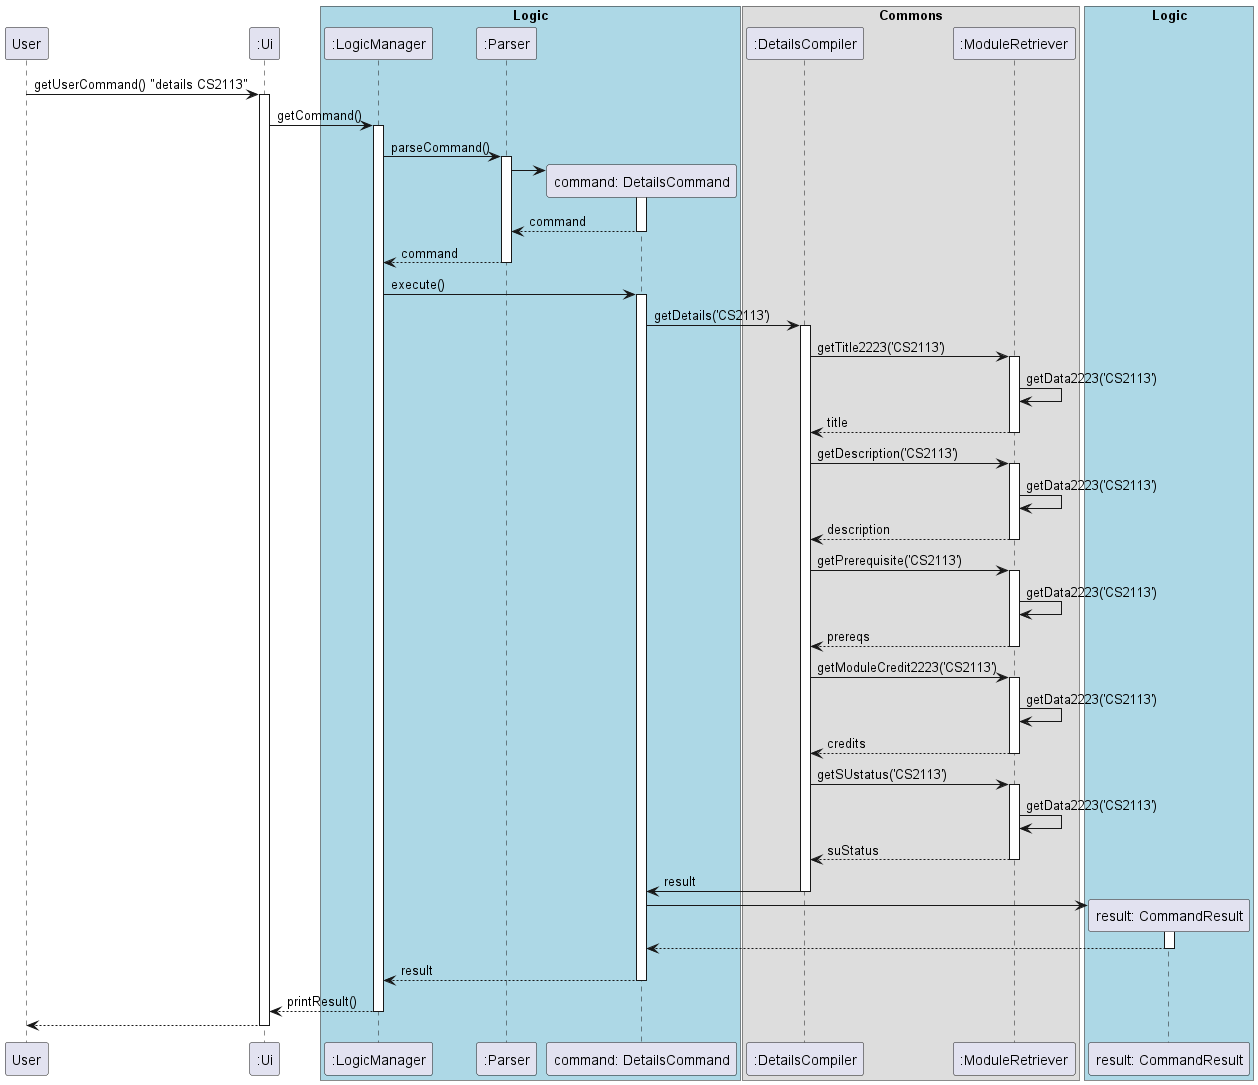 Logic
Commons
Logic
User
:Ui
:LogicManager
:Parser
:DetailsCompiler
:ModuleRetriever
getUserCommand() "details CS2113"
getCommand()
parseCommand()
command: DetailsCommand
command
command
execute()
getDetails('CS2113')
getTitle2223('CS2113')
getData2223('CS2113')
title
getDescription('CS2113')
getData2223('CS2113')
description
getPrerequisite('CS2113')
getData2223('CS2113')
prereqs
getModuleCredit2223('CS2113')
getData2223('CS2113')
credits
getSUstatus('CS2113')
getData2223('CS2113')
suStatus
result
result: CommandResult
result
printResult()
User
:Ui
:LogicManager
:Parser
command: DetailsCommand
:DetailsCompiler
:ModuleRetriever
result: CommandResult